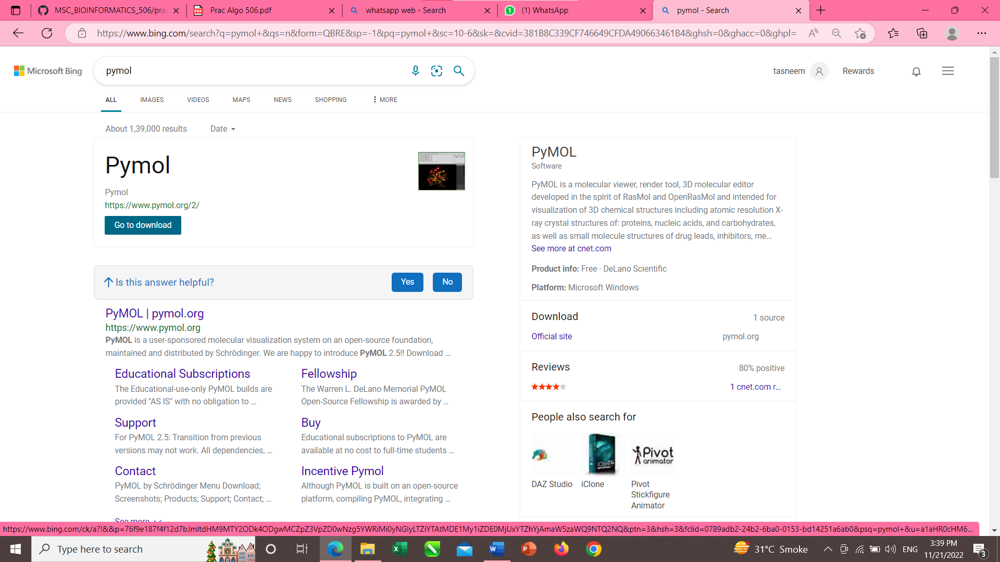 MSC_BIOINFORMATICS_506/pra
Prac Algo 506.pdf
whatsapp web - Search
(1) WhatsApp
pymol - Search
https://www.bing.com/search?q=pymol+&qs=n&form=QBRE&sp=-1&pq=pymol+&sc=10-6&sk=&cvid=381B8C339CF746649CFDA490663461B4&ghsh=0&ghacc=0&ghpl=
Microsoft Bing
pymol
tasneem
Rewards
ALL
IMAGES
VIDEOS
MAPS
NEWS
SHOPPING
MORE
About 1,39,000 results
Date
Pymol
Pymol
https://www.pymol.org/2/
Go to download
Is this answer helpful?
Yes
No
PyMOL | pymol.org
https://www.pymol.org
PyMOL is a user-sponsored molecular visualization system on an open-source foundation,
maintained and distributed by Schrödinger. We are happy to introduce PyMOL 2.5!! Download ...
Educational Subscriptions
The Educational-use-only PyMOL builds are
provided "AS IS" with no obligation to ...
Fellowship
The Warren L. DeLano Memorial PyMOL
Open-Source Fellowship is awarded by ...
Support
For PyMOL 2.5: Transition from previous
versions may not work. All dependencies, ...
Buy
Educational subscriptions to PyMOL are
available at no cost to full-time students ...
Contact
PyMOL by Schrödinger Menu Download;
Screenshots; Products; Support; Contact; ...
Incentive Pymol
Although PyMOL is built on an open-source
platform, compiling PyMOL, integrating ...
See more
PyMOL
Software
PyMOL is a molecular viewer, render tool, 3D molecular editor
developed in the spirit of RasMol and OpenRasMol and intended for
visualization of 3D chemical structures including atomic resolution X-
ray crystal structures of: proteins, nucleic acids, and carbohydrates,
as well as small molecule structures of drug leads, inhibitors, me...
See more at cnet.com
Product info: Free · DeLano Scientific
Platform: Microsoft Windows
Download
1 source
Official site
pymol.org
Reviews
80% positive
1 cnet.com r...
People also search for
Pivot
animator
DAZ Studio
iClone
Pivot
Stickfigure
Animator
https://www.bing.com/ck/a?!&&p=76f9e187f4f12d7bJmltdHM9MTY2ODk4ODgwMCZpZ3VpZD0wNzg5YWRiMi0yNGIyLTZiYTAtMDE1My1iZDE0MjUxYTZhYjAmaW5zaWQ9NTQ2NQ&ptn=3&hsh=3&fclid=0789adb2-24b2-6ba0-0153-bd14251a6ab0&psq=pymol+&u=a1aHR0cHM6...
Type here to search
31°C Smoke
ENG
3:39 PM
11/21/2022
3